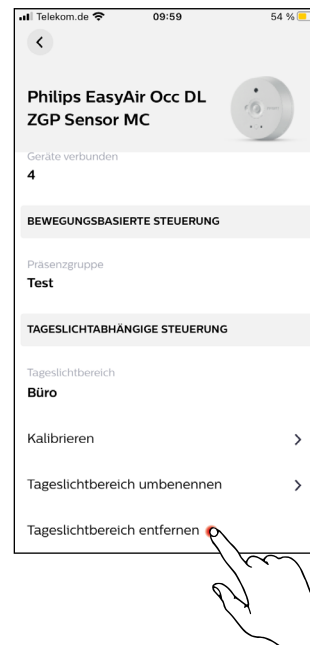 Telekom.de 09:59 54 %
Philips EasyAir Occ DL
ZGP Sensor MC
Geräte verbunden
4
BEWEGUNGSBASIERTE STEUERUNG
Präsenzgruppe
Test
TAGESLICHTABHÄNGIGE STEUERUNG
Tageslichtbereich
Büro
Kalibrieren
Tageslichtbereich umbenennen
Tageslichtbereich entfernen